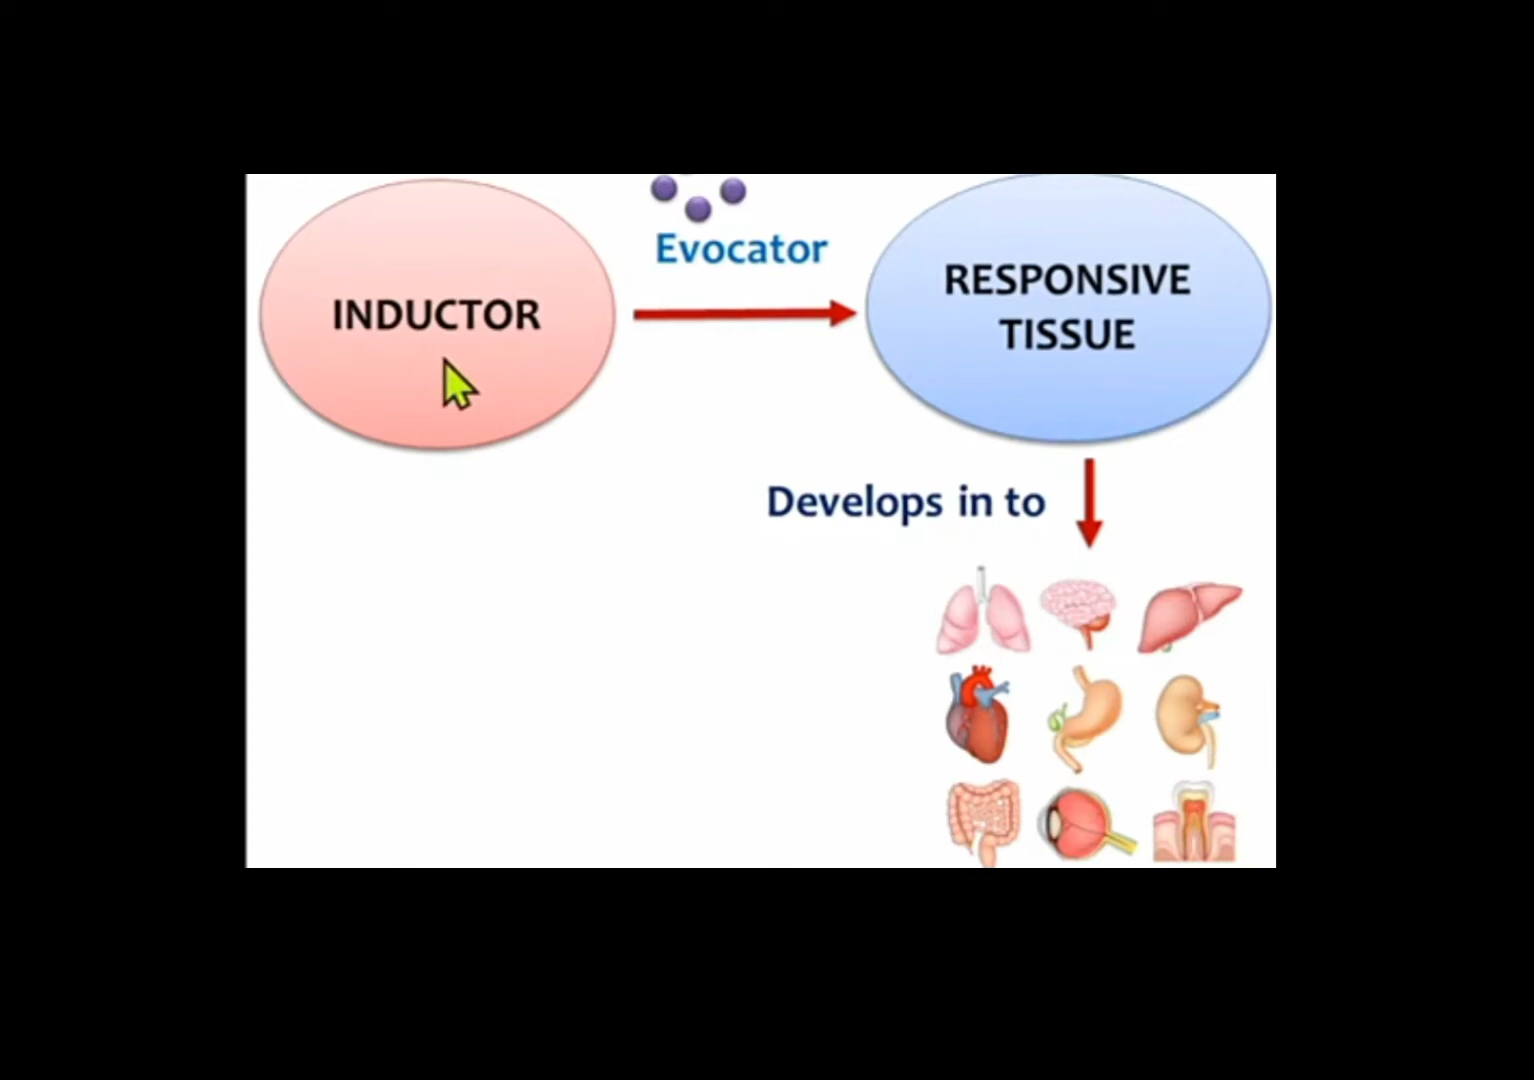 Evocator
INDUCTOR
RESPONSIVE
TISSUE
Develops in to